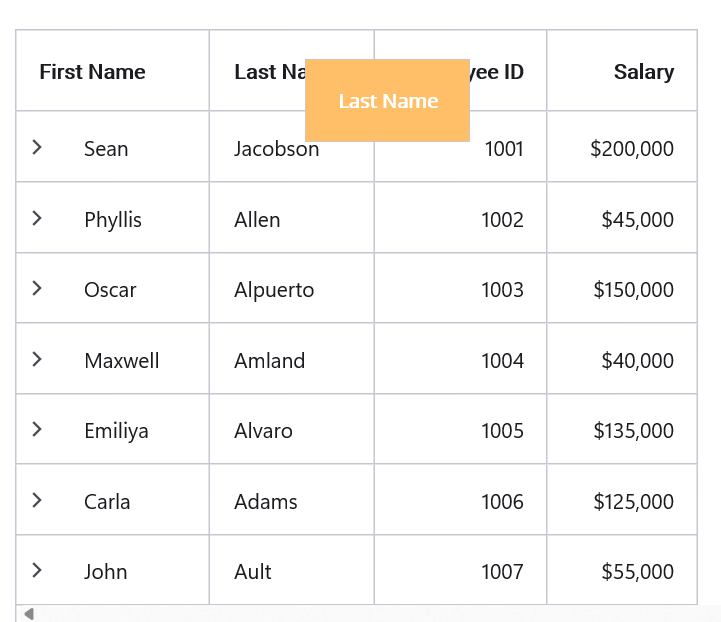 First Name Last Na yee ID Salary
Last Name
Sean Jacobson 1001 $200,000
Phyllis Allen 1002 $45,000
Oscar Alpuerto 1003 $150,000
Maxwell Amland 1004 $40,000
Emiliya Alvaro 1005 $135,000
Carla Adams 1006 $125,000
John Ault 1007 $55,000